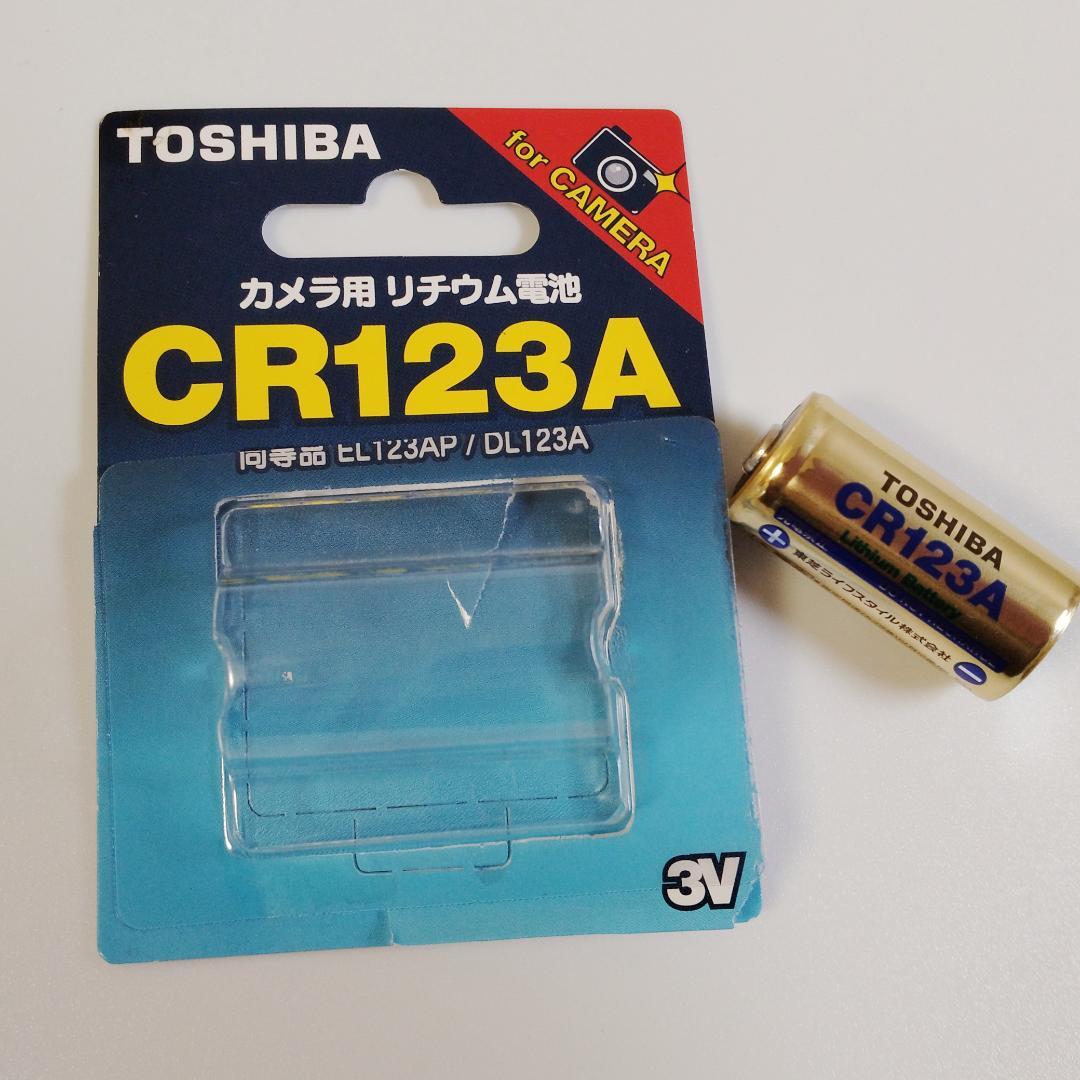 TOSHIBA
for CAMERA
カメラ用 リチウム電池
CR123A
同等品 EL123AP / DL123A
3V
TOSHIBA
CR123A
Lithium Battery
+ 東芝ライフスタイル株式会社 −